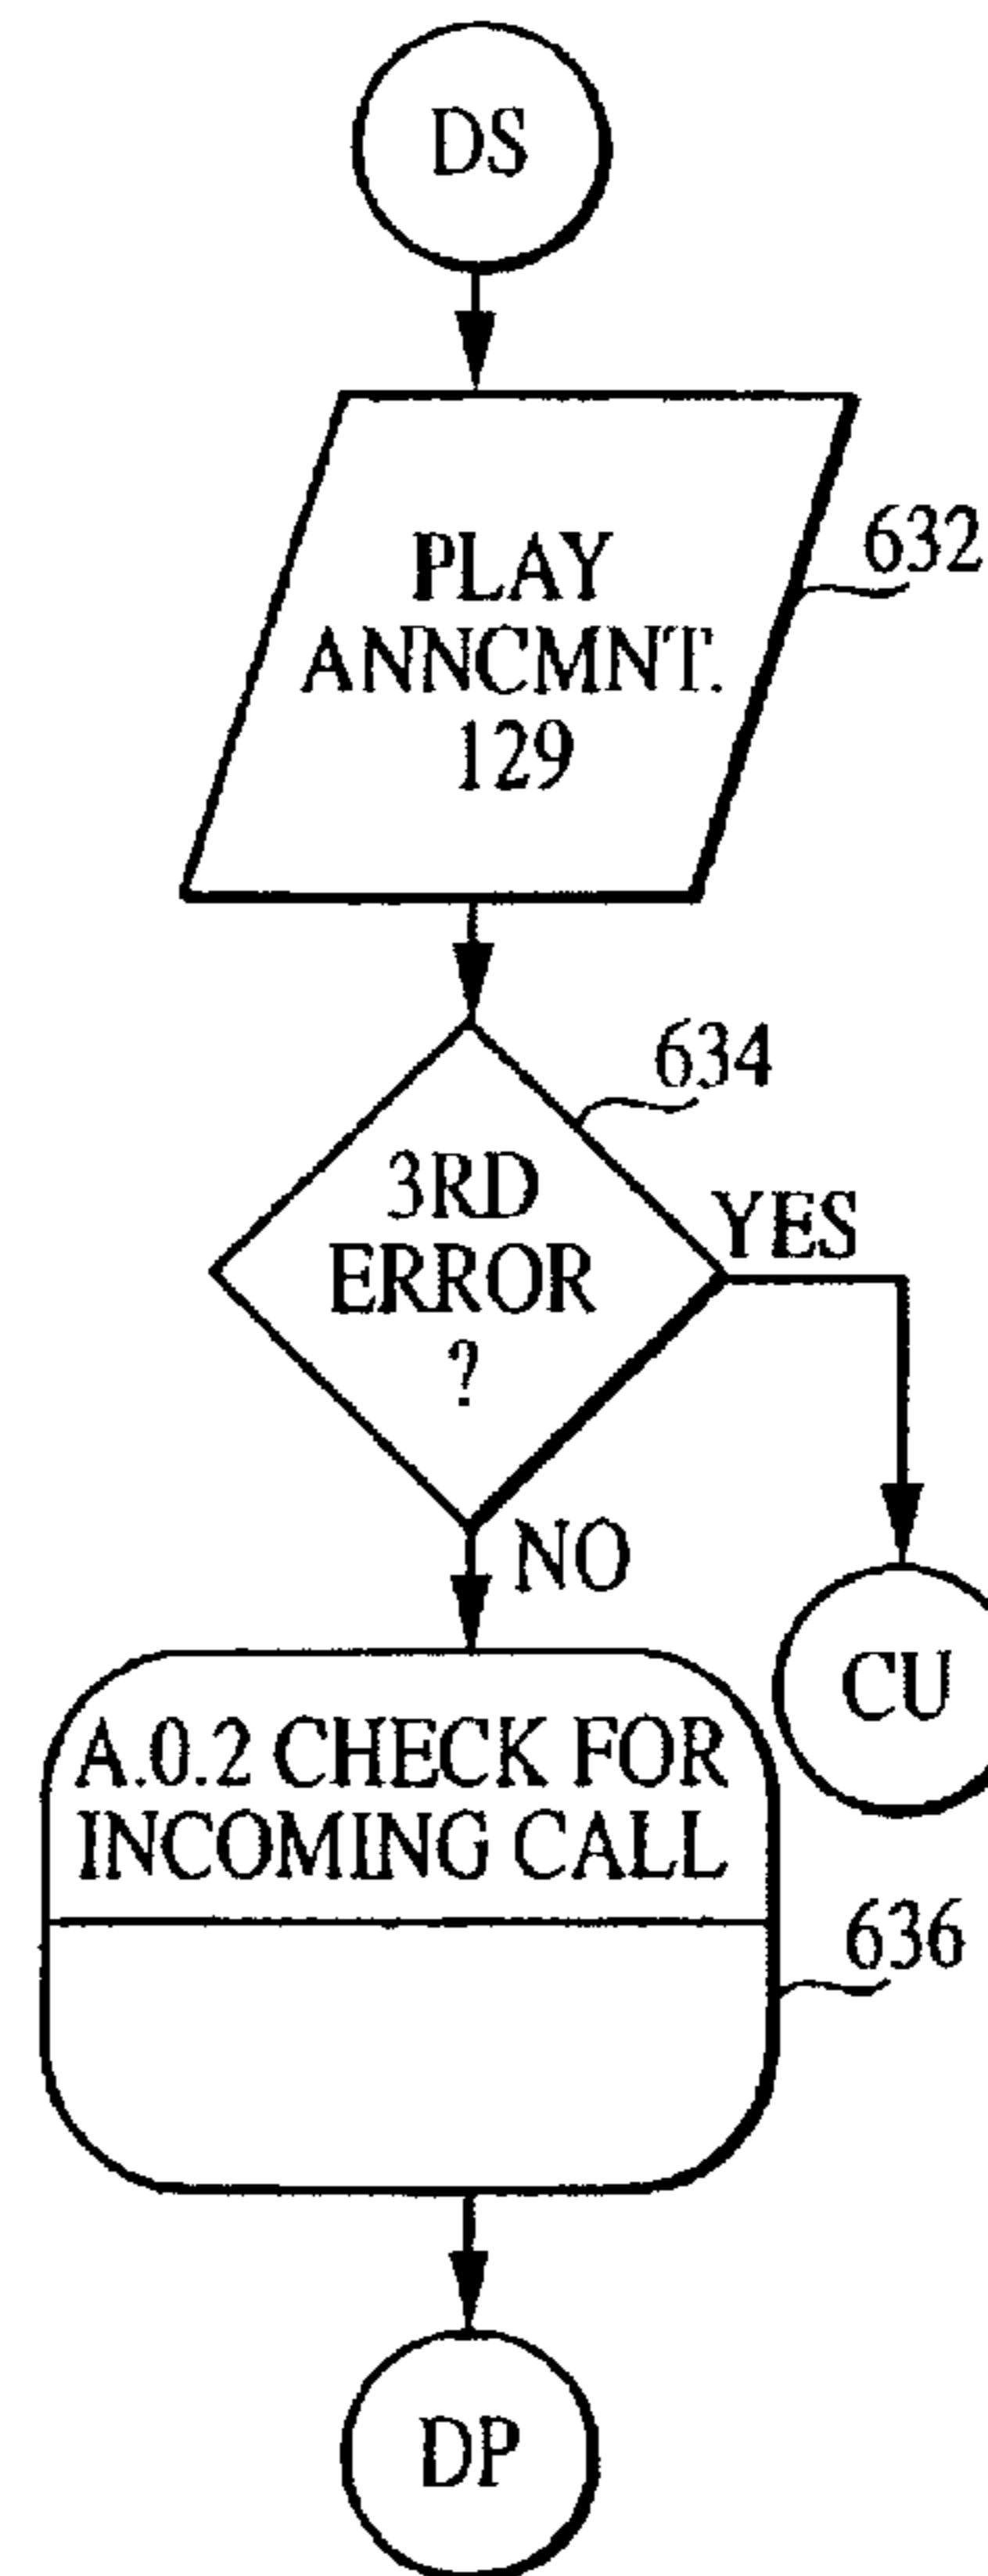 DS
PLAY
ANNCMNT.
129
632
634
3RD
ERROR
?
YES
NO
CU
A.0.2 CHECK FOR
INCOMING CALL
636
DP